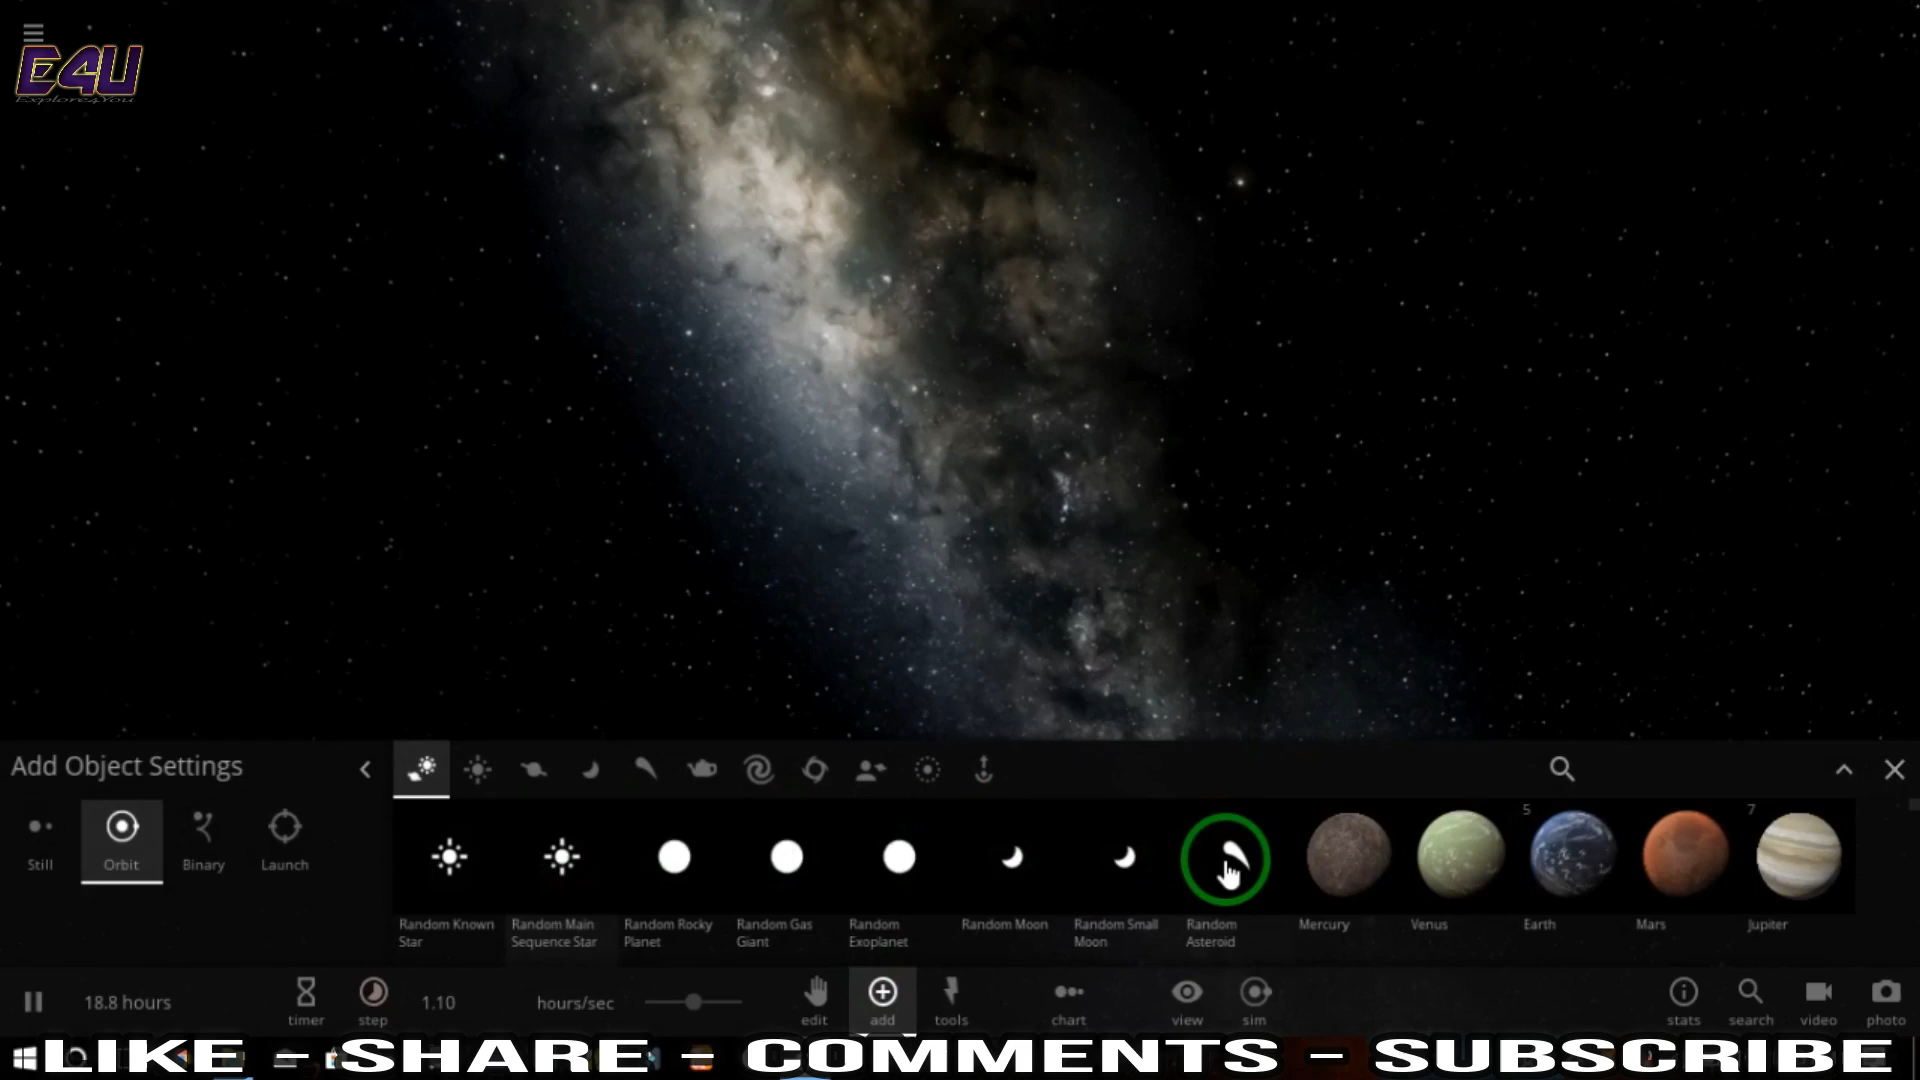 E4U
Explore4You
Add Object Settings
Still
Orbit
Binary
Launch
5
7
Random Known
Star
Random Main
Sequence Star
Random Rocky
Planet
Random Gas
Giant
Random
Exoplanet
Random Moon
Random Small
Moon
Random
Asteroid
Mercury
Venus
Earth
Mars
Jupiter
18.8 hours
timer
step
1.10
hours/sec
edit
add
tools
chart
view
sim
stats
search
video
photo
LIKE - SHARE - COMMENTS - SUBSCRIBE